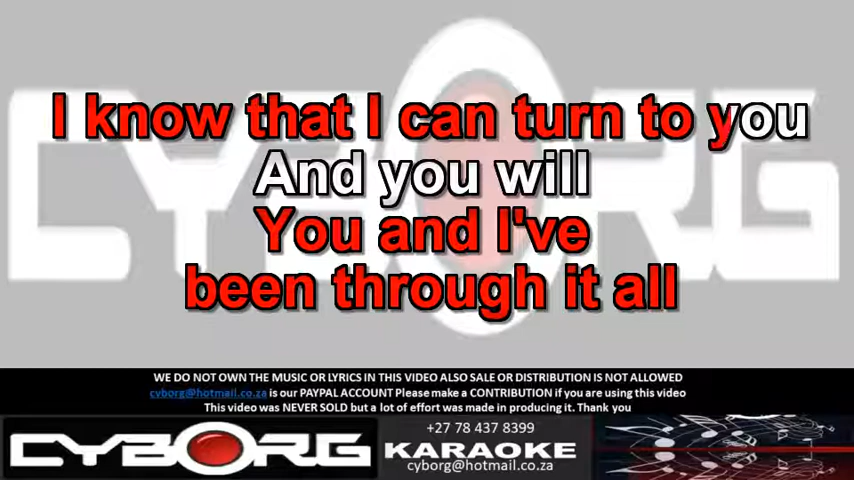 I know that I can turn to you
And you will
You and I've
been through it all
WE DO NOT OWN THE MUSIC OR LYRICS IN THIS VIDEO ALSO SALE OR DISTRIBUTION IS NOT ALLOWED
cyborg@hotmail.co.za is our PAYPAL ACCOUNT Please make a CONTRIBUTION if you are using this video
This video was NEVER SOLD but a lot of effort was made in producing it. Thank you
CYBORG
+27 78 437 8399
KARAOKE
cyborg@hotmail.co.za
CYBORG